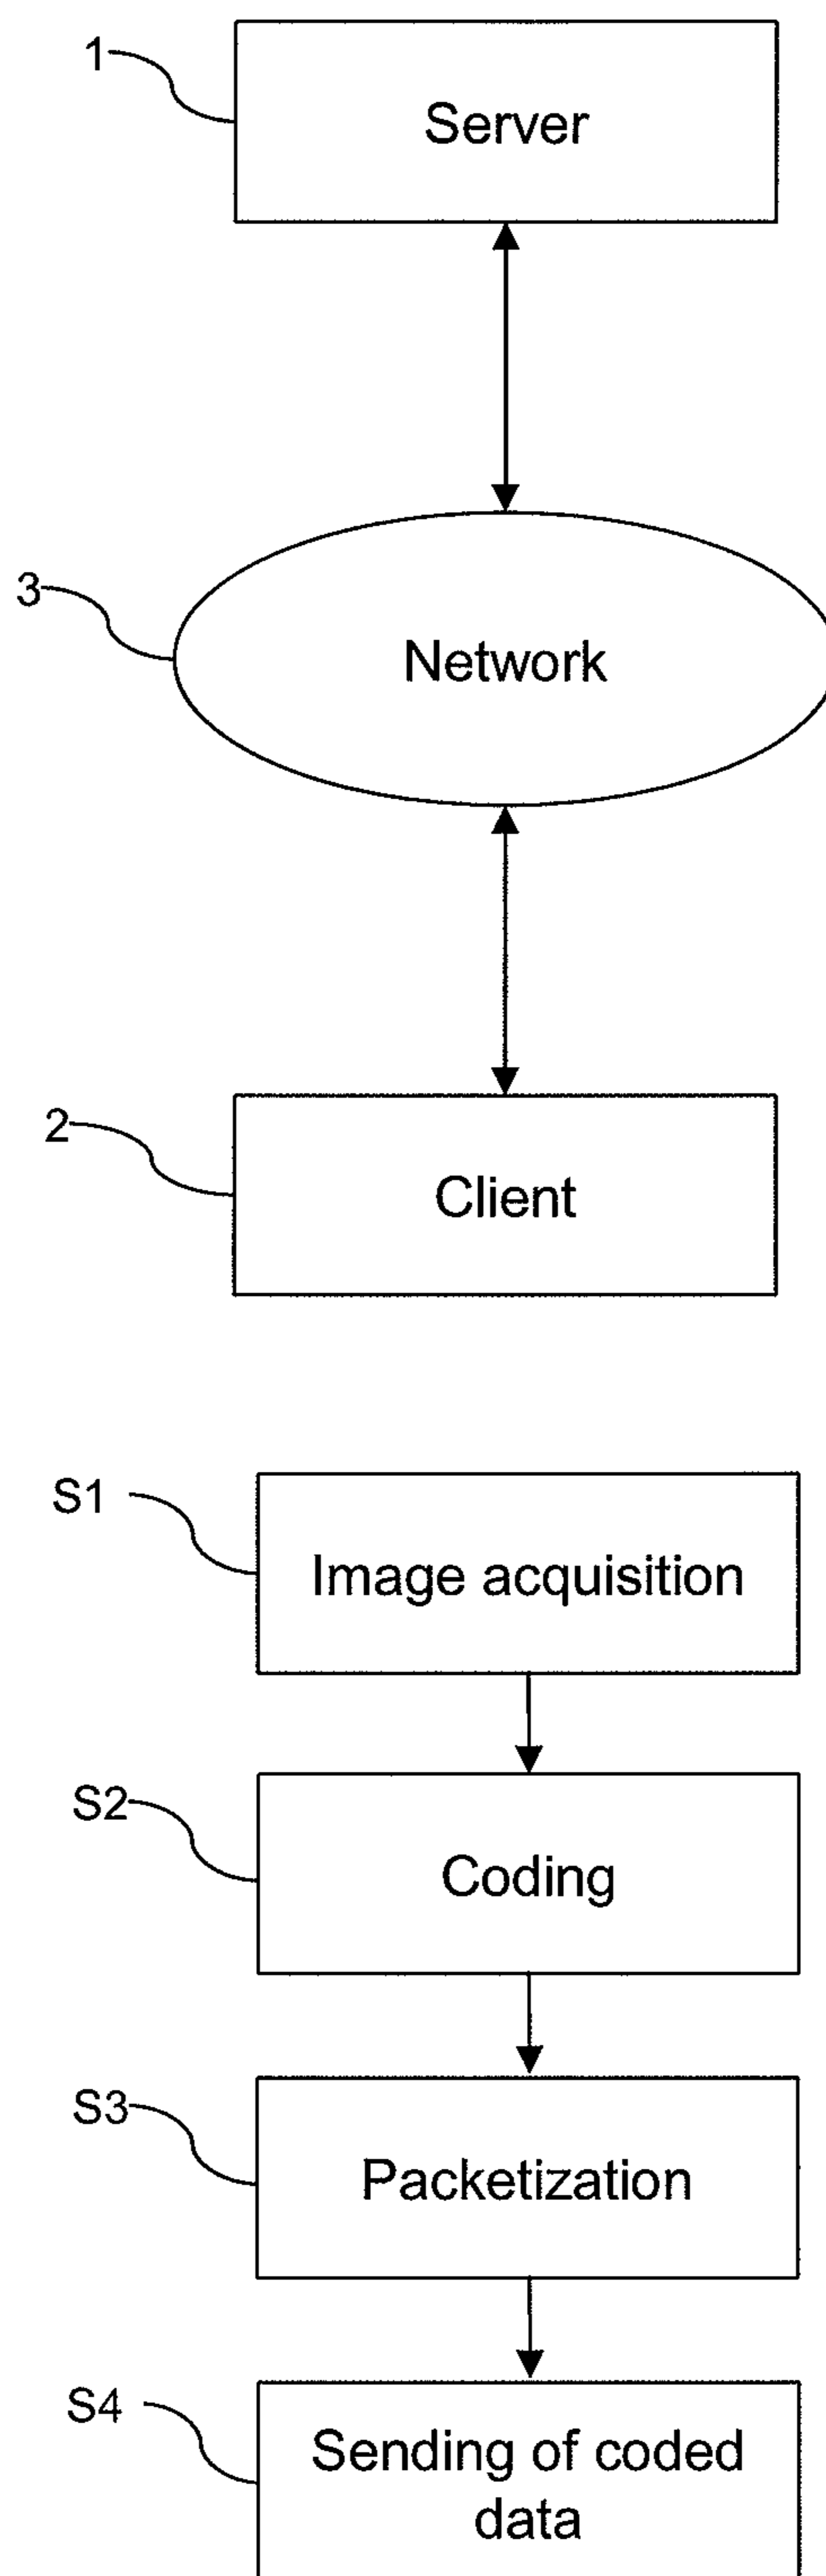 1
Server
3
Network
2
Client
S1
Image acquisition
S2
Coding
S3
Packetization
S4
Sending of coded
data